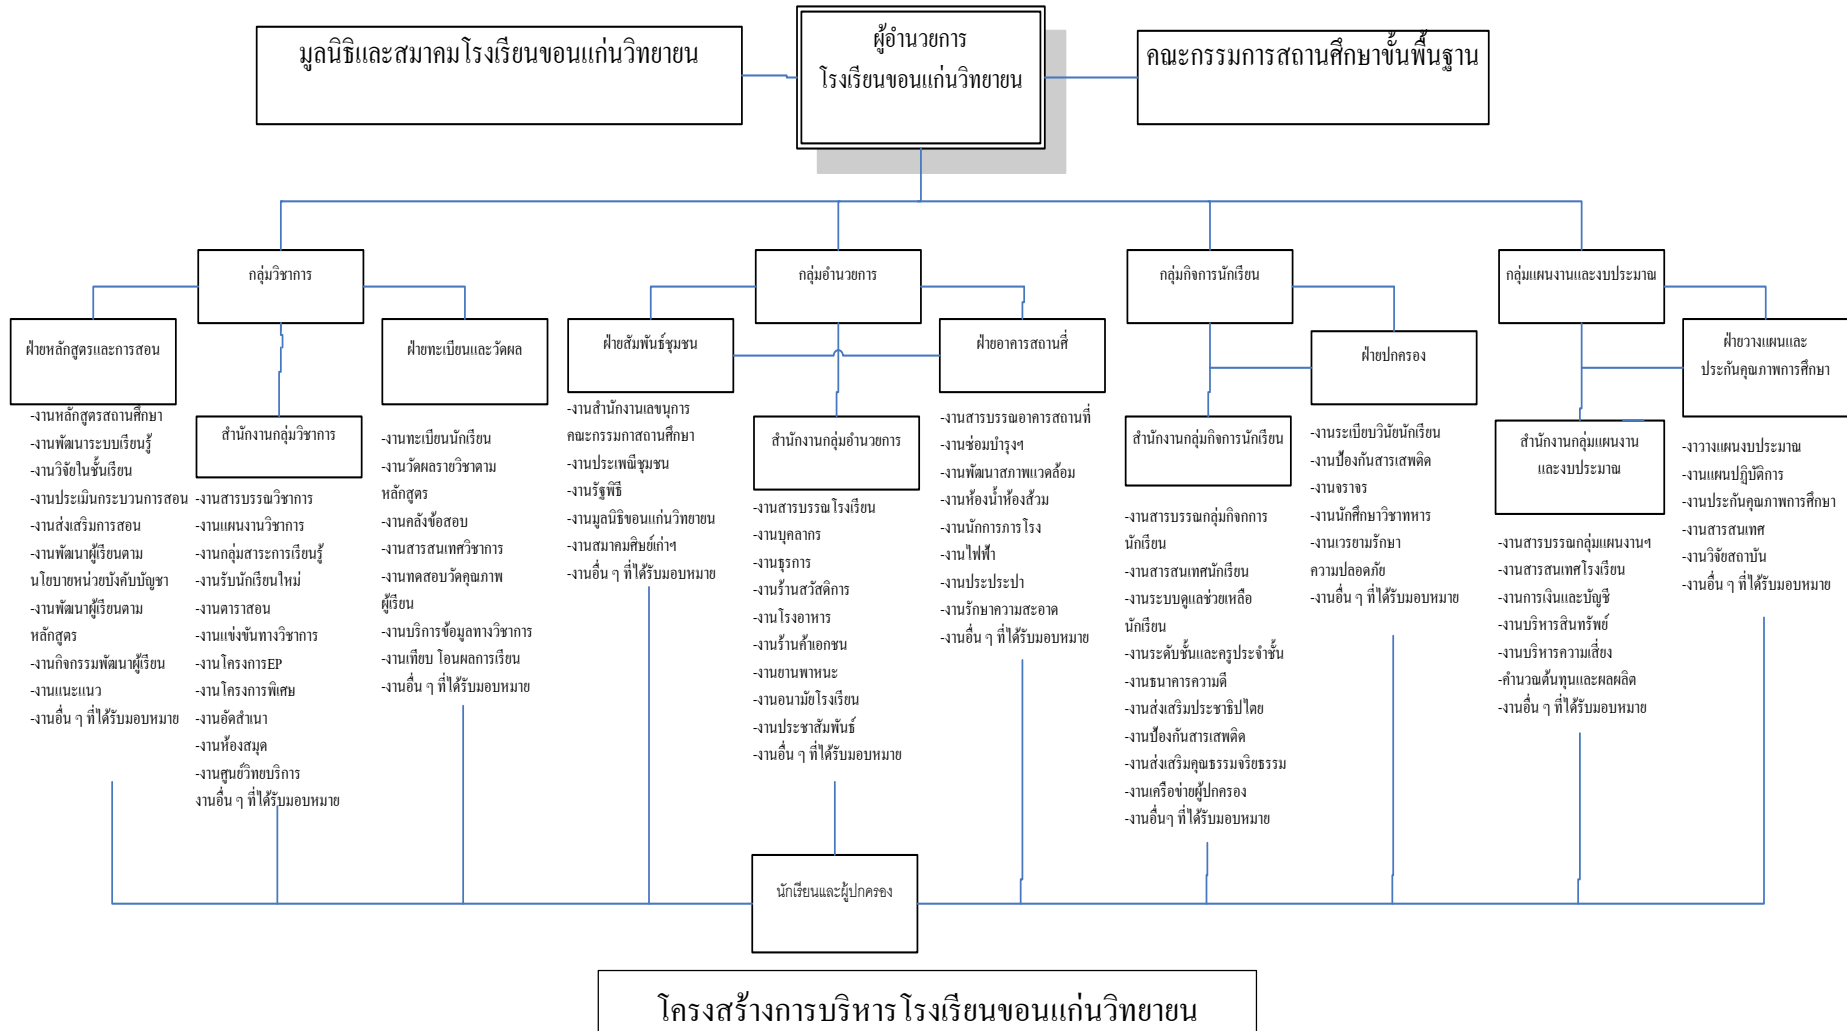 มูลนิธิและสมาคมโรงเรียนขอนแก่นวิทยายน
ผู้อำนวยการ
โรงเรียนขอนแก่นวิทยายน
คณะกรรมการสถานศึกษาขั้นพื้นฐาน
กลุ่มวิชาการ
กลุ่มอำนวยการ
กลุ่มกิจการนักเรียน
กลุ่มแผนงานและงบประมาณ
ฝ่ายหลักสูตรและการสอน
-งานหลักสูตรสถานศึกษา
-งานพัฒนาระบบเรียนรู้
-งานวิจัยในชั้นเรียน
-งานประเมินกระบวนการสอน
-งานส่งเสริมการสอน
-งานพัฒนาผู้เรียนตาม
นโยบายหน่วยบังคับบัญชา
-งานพัฒนาผู้เรียนตาม
หลักสูตร
-งานกิจกรรมพัฒนาผู้เรียน
-งานแนะแนว
-งานอื่น ๆ ที่ได้รับมอบหมาย
สำนักงานกลุ่มวิชาการ
-งานสารบรรณวิชาการ
-งานแผนงานวิชาการ
-งานกลุ่มสาระการเรียนรู้
-งานรับนักเรียนใหม่
-งานตาราสอน
-งานแข่งขันทางวิชาการ
-งานโครงการEP
-งานโครงการพิเศษ
-งานอัดสำเนา
-งานห้องสมุด
-งานศูนย์วิทยบริการ
งานอื่น ๆ ที่ได้รับมอบหมาย
ฝ่ายทะเบียนและวัดผล
-งานทะเบียนนักเรียน
-งานวัดผลรายวิชาตาม
หลักสูตร
-งานคลังข้อสอบ
-งานสารสนเทศวิชาการ
-งานทดสอบวัดคุณภาพ
ผู้เรียน
-งานบริการข้อมูลทางวิชาการ
-งานเทียบ โอนผลการเรียน
-งานอื่น ๆ ที่ได้รับมอบหมาย
ฝ่ายสัมพันธ์ชุมชน
-งานสำนักงานเลขนุการ
คณะกรรมกาสถานศึกษา
-งานประเพณีชุมชน
-งานรัฐพิธี
-งานมูลนิธิขอนแก่นวิทยายน
-งานสมาคมศิษย์เก่าฯ
-งานอื่น ๆ ที่ได้รับมอบหมาย
สำนักงานกลุ่มอำนวยการ
-งานสารบรรณโรงเรียน
-งานบุคลากร
-งานธุรการ
-งานร้านสวัสดิการ
-งานโรงอาหาร
-งานร้านค้าเอกชน
-งานยานพาหนะ
-งานอนามัยโรงเรียน
-งานประชาสัมพันธ์
-งานอื่น ๆ ที่ได้รับมอบหมาย
ฝ่ายอาคารสถานสี่
-งานสารบรรณอาคารสถานที่
-งานซ่อมบำรุงฯ
-งานพัฒนาสภาพแวดล้อม
-งานห้องน้ำห้องส้วม
-งานนักการภารโรง
-งานไฟฟ้า
-งานประประปา
-งานรักษาความสะอาด
-งานอื่น ๆ ที่ได้รับมอบหมาย
สำนักงานกลุ่มกิจการนักเรียน
-งานสารบรรณกลุ่มกิจกการ
นักเรียน
-งานสารสนเทศนักเรียน
-งานระบบดูแลช่วยเหลือ
นักเรียน
-งานระดับชั้นและครูประจำชั้น
-งานธนาคารความดี
-งานส่งเสริมประชาธิปไตย
-งานป้องกันสารเสพติด
-งานส่งเสริมคุณธรรมจริยธรรม
-งานเครือข่ายผู้ปกครอง
-งานอื่นๆ ที่ได้รับมอบหมาย
ฝ่ายปกครอง
-งานระเบียบวินัยนักเรียน
-งานป้องกันสารเสพติด
-งานจราจร
-งานนักศึกษาวิชาทหาร
-งานเวรยามรักษา
ความปลอดภัย
-งานอื่น ๆ ที่ได้รับมอบหมาย
สำนักงานกลุ่มแผนงาน
และงบประมาณ
-งานสารบรรณกลุ่มแผนงานฯ
-งานสารสนเทศโรงเรียน
-งานการเงินและบัญชี
-งานบริหารสินทรัพย์
-งานบริหารความเสี่ยง
-คำนวณต้นทุนและผลผลิต
-งานอื่น ๆ ที่ได้รับมอบหมาย
ฝ่ายวางแผนและ
ประกันคุณภาพการศึกษา
-งาวางแผนงบประมาณ
-งานแผนปฏิบัติการ
-งานประกันคุณภาพการศึกษา
-งานสารสนเทศ
-งานวิจัยสถาบัน
-งานอื่น ๆ ที่ได้รับมอบหมาย
นักเรียนและผู้ปกครอง
โครงสร้างการบริหารโรงเรียนขอนแก่นวิทยายน